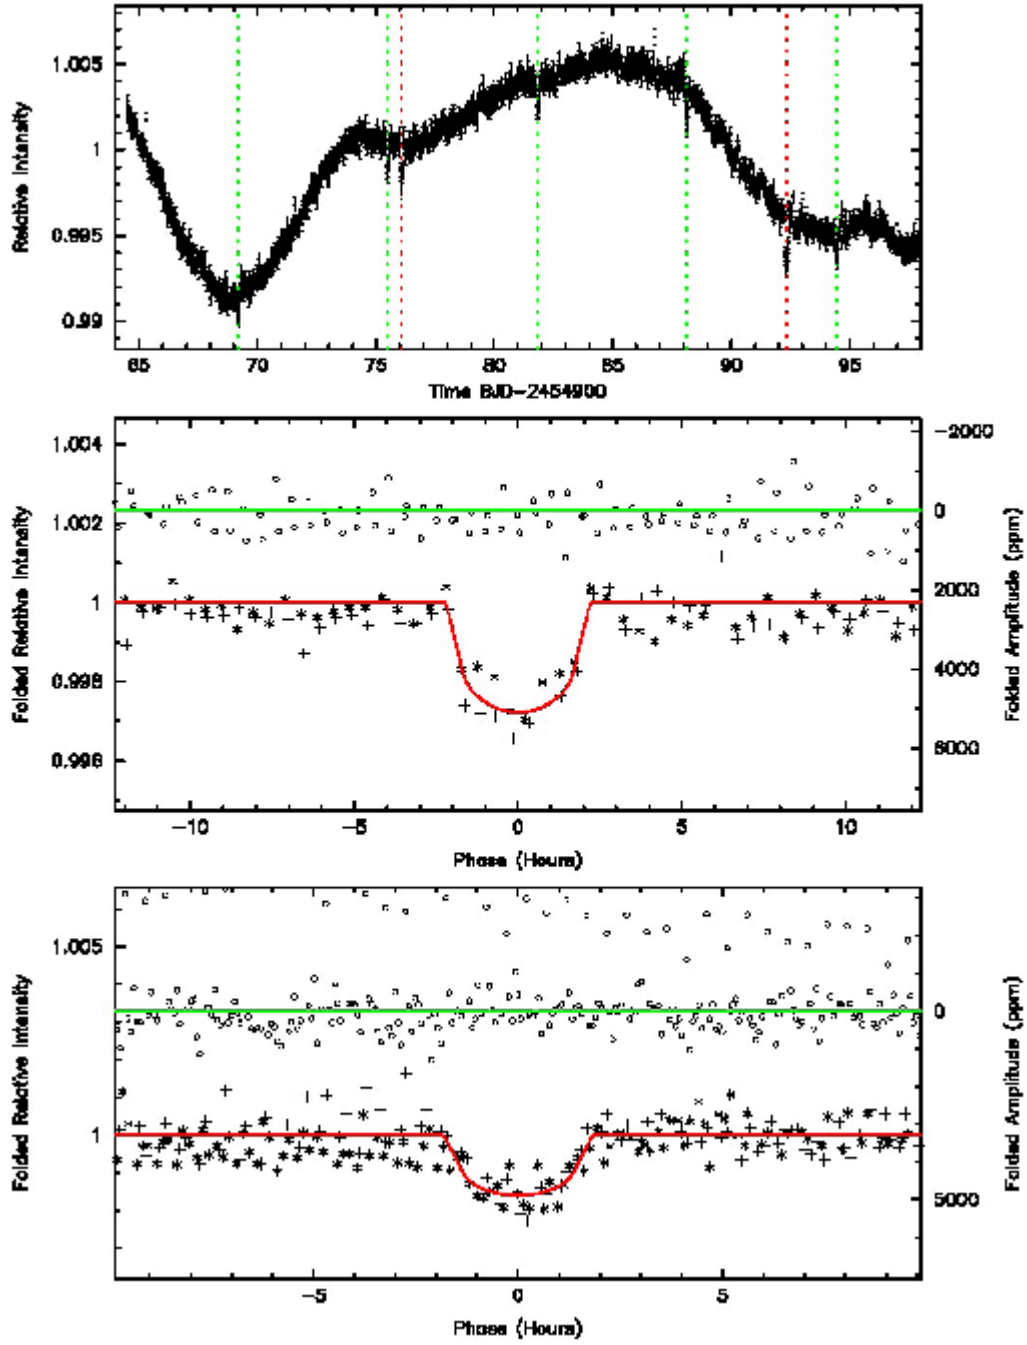 1.005
1
0.995
0.99
Relative Intensity
65 70 75 80 85 90 95
Time BJD-2454900
1.004
1.002
1
0.998
0.996
Folded Relative Intensity
-2000
0
2000
4000
6000
Folded Amplitude (ppm)
-10 -5 0 5 10
Phase (Hours)
1.005
1
Folded Relative Intensity
0
5000
Folded Amplitude (ppm)
-5 0 5
Phase (Hours)